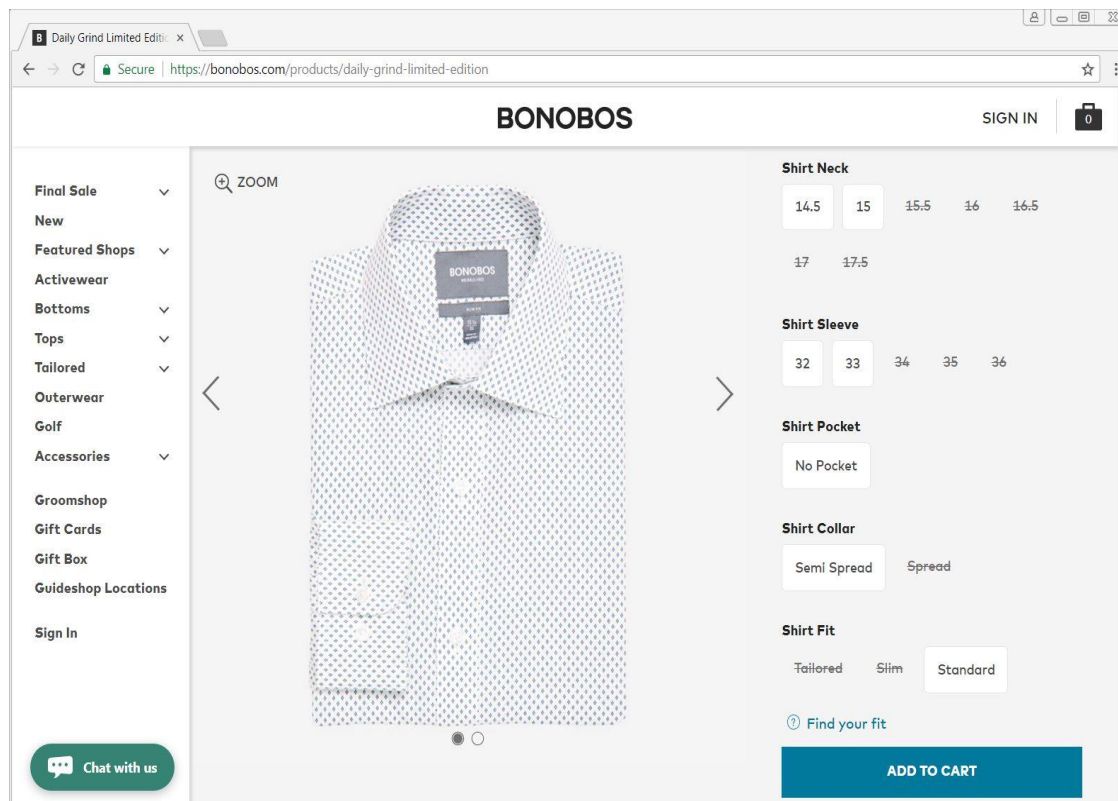 B Daily Grind Limited Editic
Secure https://bonobos.com/products/daily-grind-limited-edition
BONOBOS
SIGN IN
0
Final Sale
New
Featured Shops
Activewear
Bottoms
Tops
Tailored
Outerwear
Golf
Accessories
Groomshop
Gift Cards
Gift Box
Guideshop Locations
Sign In
Chat with us
ZOOM
BONOBOS
Shirt Neck
14.5 15 15.5 16 16.5
17 17.5
Shirt Sleeve
32 33 34 35 36
Shirt Pocket
No Pocket
Shirt Collar
Semi Spread Spread
Shirt Fit
Tailored Slim Standard
? Find your fit
ADD TO CART